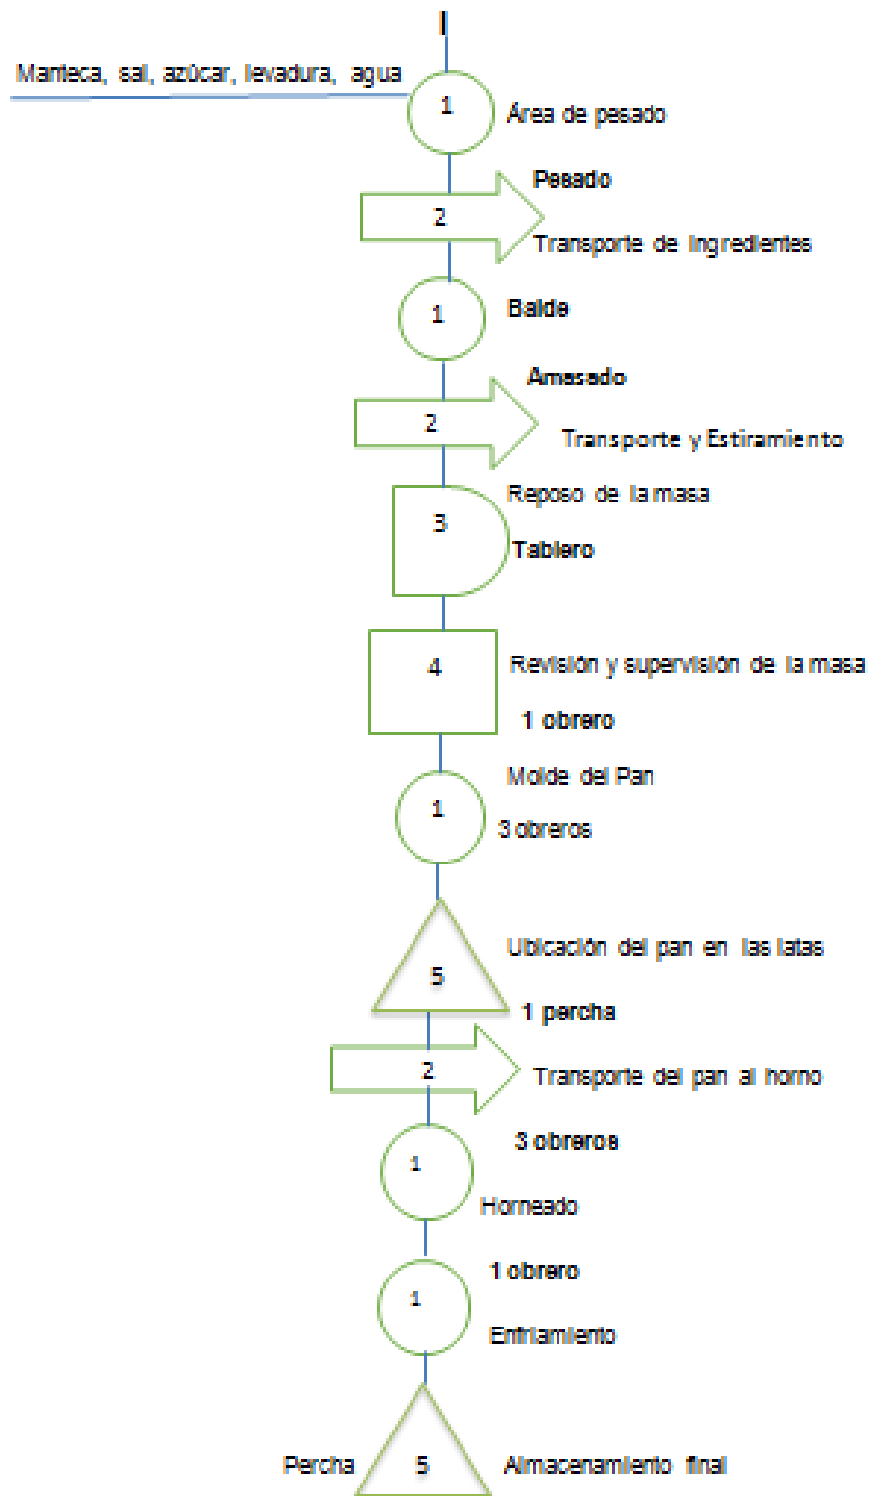 I
Manteca, sal, azúcar, levadura, agua
1
Área de pesado
Pesado
2
Transporte de Ingredientes
1
Balde
Amasado
2
Transporte y Estiramiento
Reposo de la masa
3
Tablero
4
Revisión y supervisión de la masa
1 obrero
Molde del Pan
1
3 obreros
Ubicación del pan en las latas
5
1 percha
2
Transporte del pan al horno
3 obreros
1
Horneado
1 obrero
1
Enfriamiento
Percha
5
Almacenamiento final